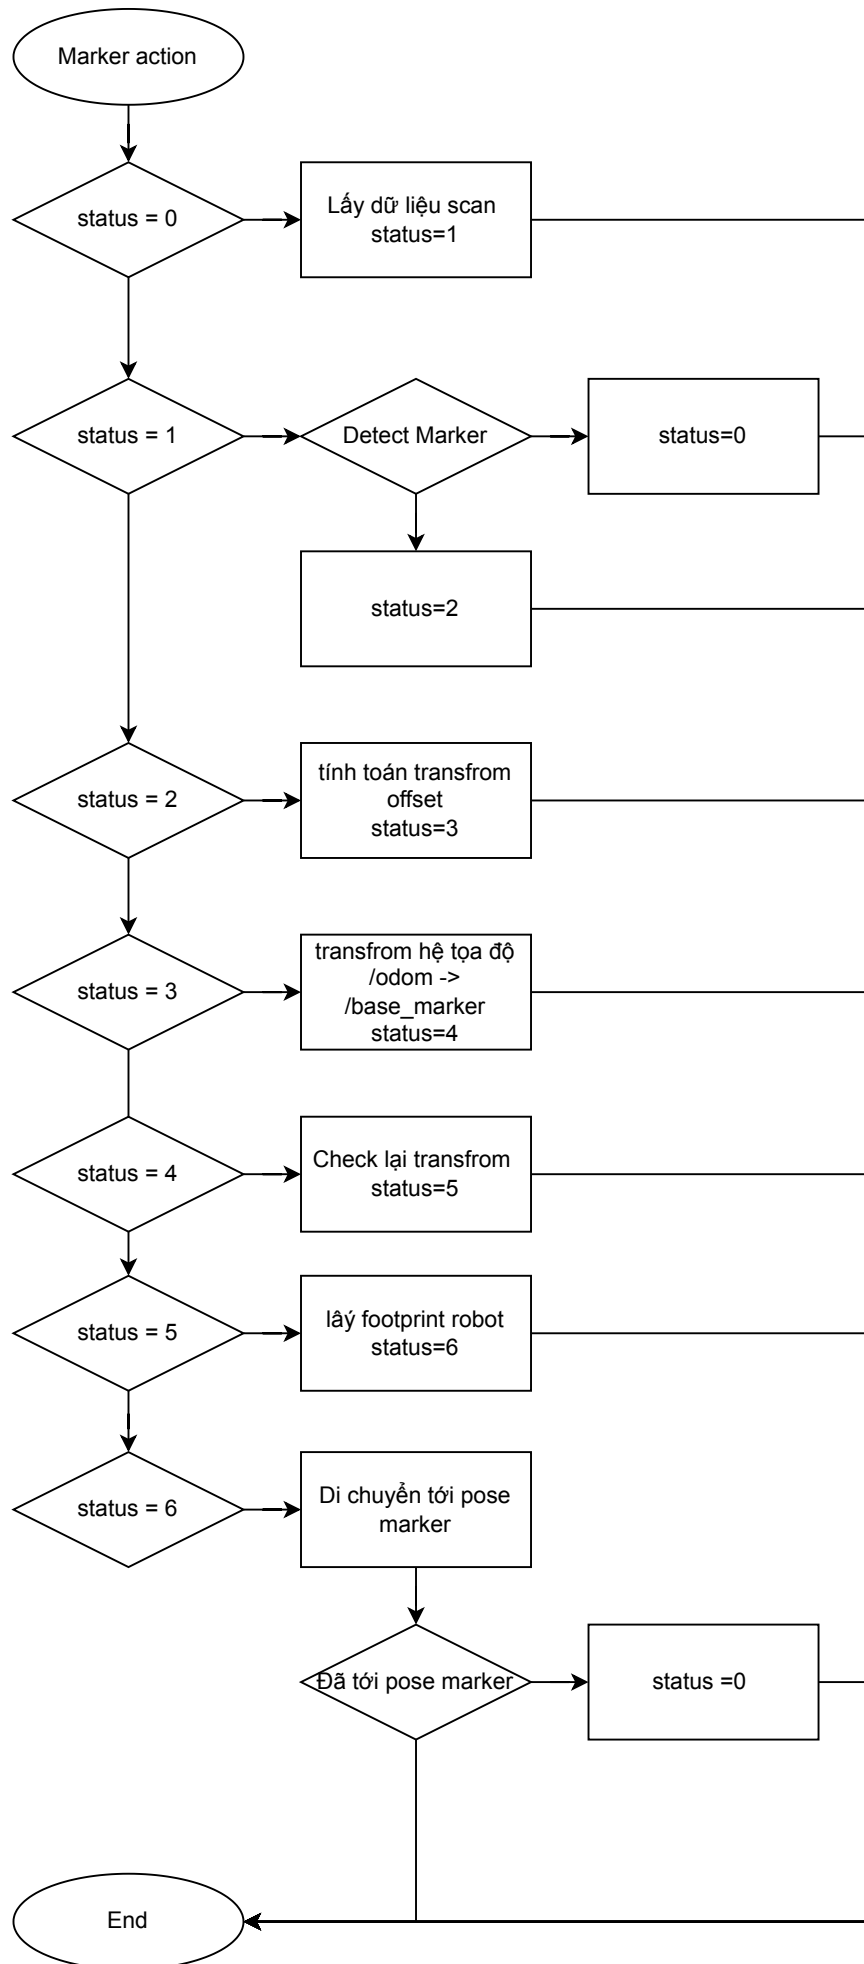 Marker action
status = 0
Lấy dữ liệu scan
status=1
status = 1
Detect Marker
status=0
status=2
status = 2
tính toán transfrom
offset
status=3
status = 3
transfrom hệ tọa độ
/odom ->
/base_marker
status=4
status = 4
Check lại transfrom
status=5
status = 5
lâý footprint robot
status=6
status = 6
Di chuyển tới pose
marker
Đã tới pose marker
status =0
End